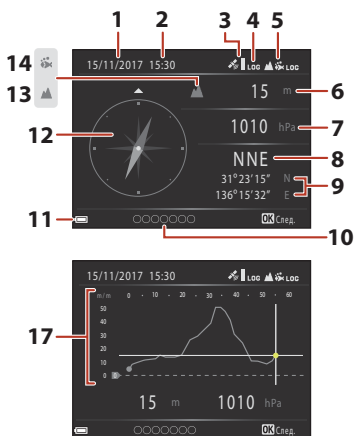 1 2 3 4 5
14
13
15/11/2017 15:30 LOG LOG
15 m 6
1010 hPa 7
12
NNE 8
31°23'15" N
136°15'32" E 9
11 OK След.
10
15/11/2017 15:30 LOG LOG
m/m 0 · 10 · 20 · 30 · 40 · 50 · 60
17
50
40
30
20
10
0
15 m 1010 hPa
OK След.